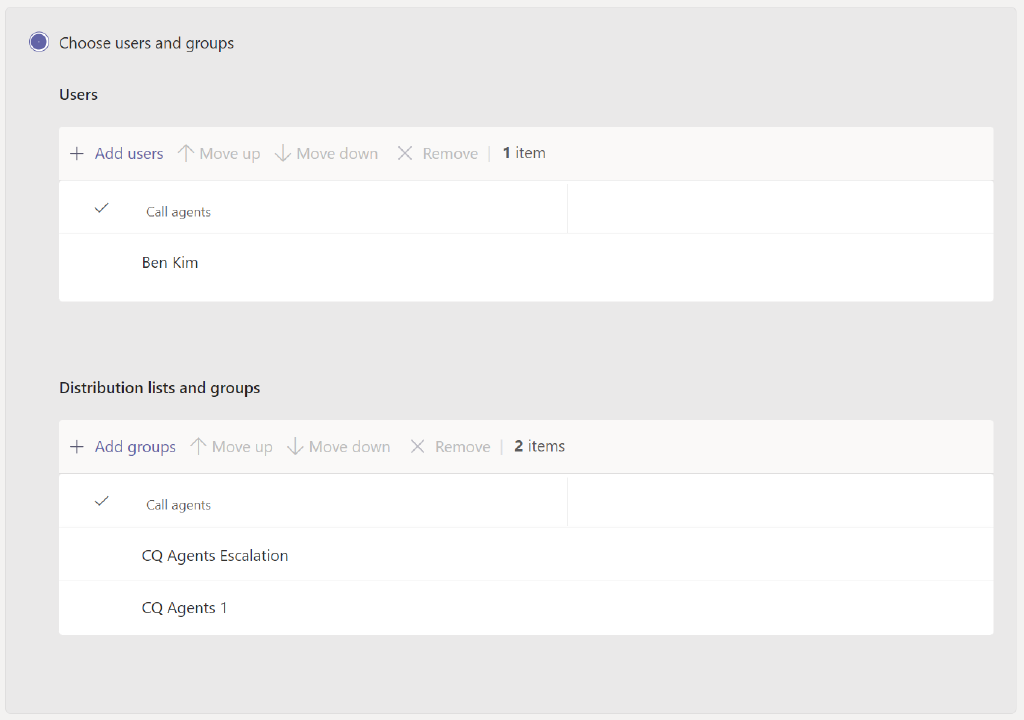 Choose users and groups
Users
Add users Move up Move down Remove 1 item
Call agents
Ben Kim
Distribution lists and groups
Add groups Move up Move down Remove 2 items
Call agents
CQ Agents Escalation
CQ Agents 1